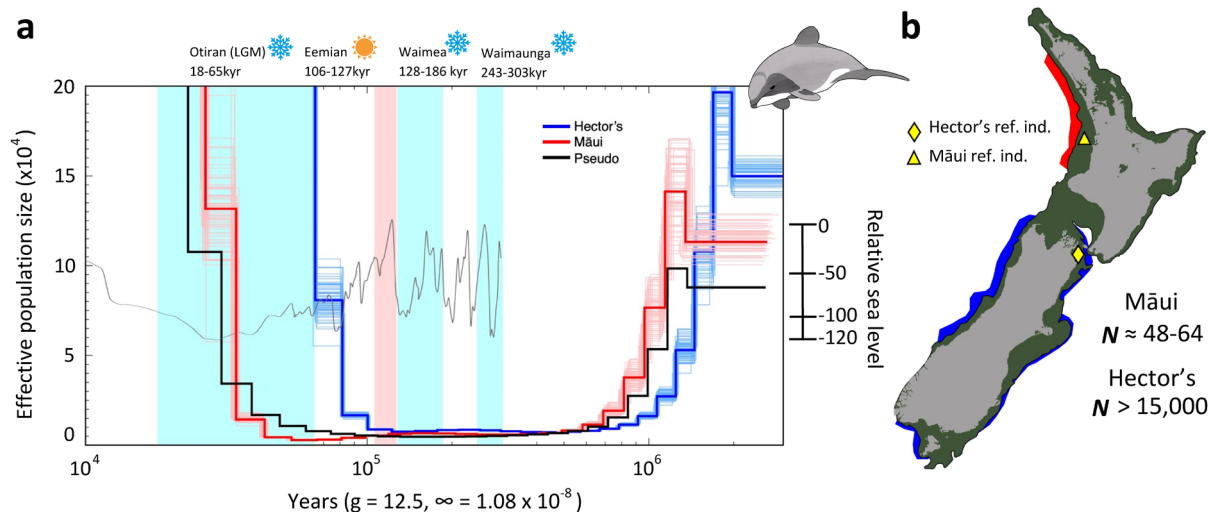 a
Otiran (LGM)
18-65kyr
Eemian
106-127kyr
Waimea
128-186 kyr
Waimaunga
243-303kyr
Effective population size (x10⁴)
20
15
10
5
0
Hector's
Māui
Pseudo
0
-50
-100
-120
Relative sea level
10⁴
10⁵
10⁶
Years (g = 12.5, ∞ = 1.08 x 10⁻⁸)
b
Hector's ref. ind.
Māui ref. ind.
Māui
N ≈ 48-64
Hector's
N > 15,000